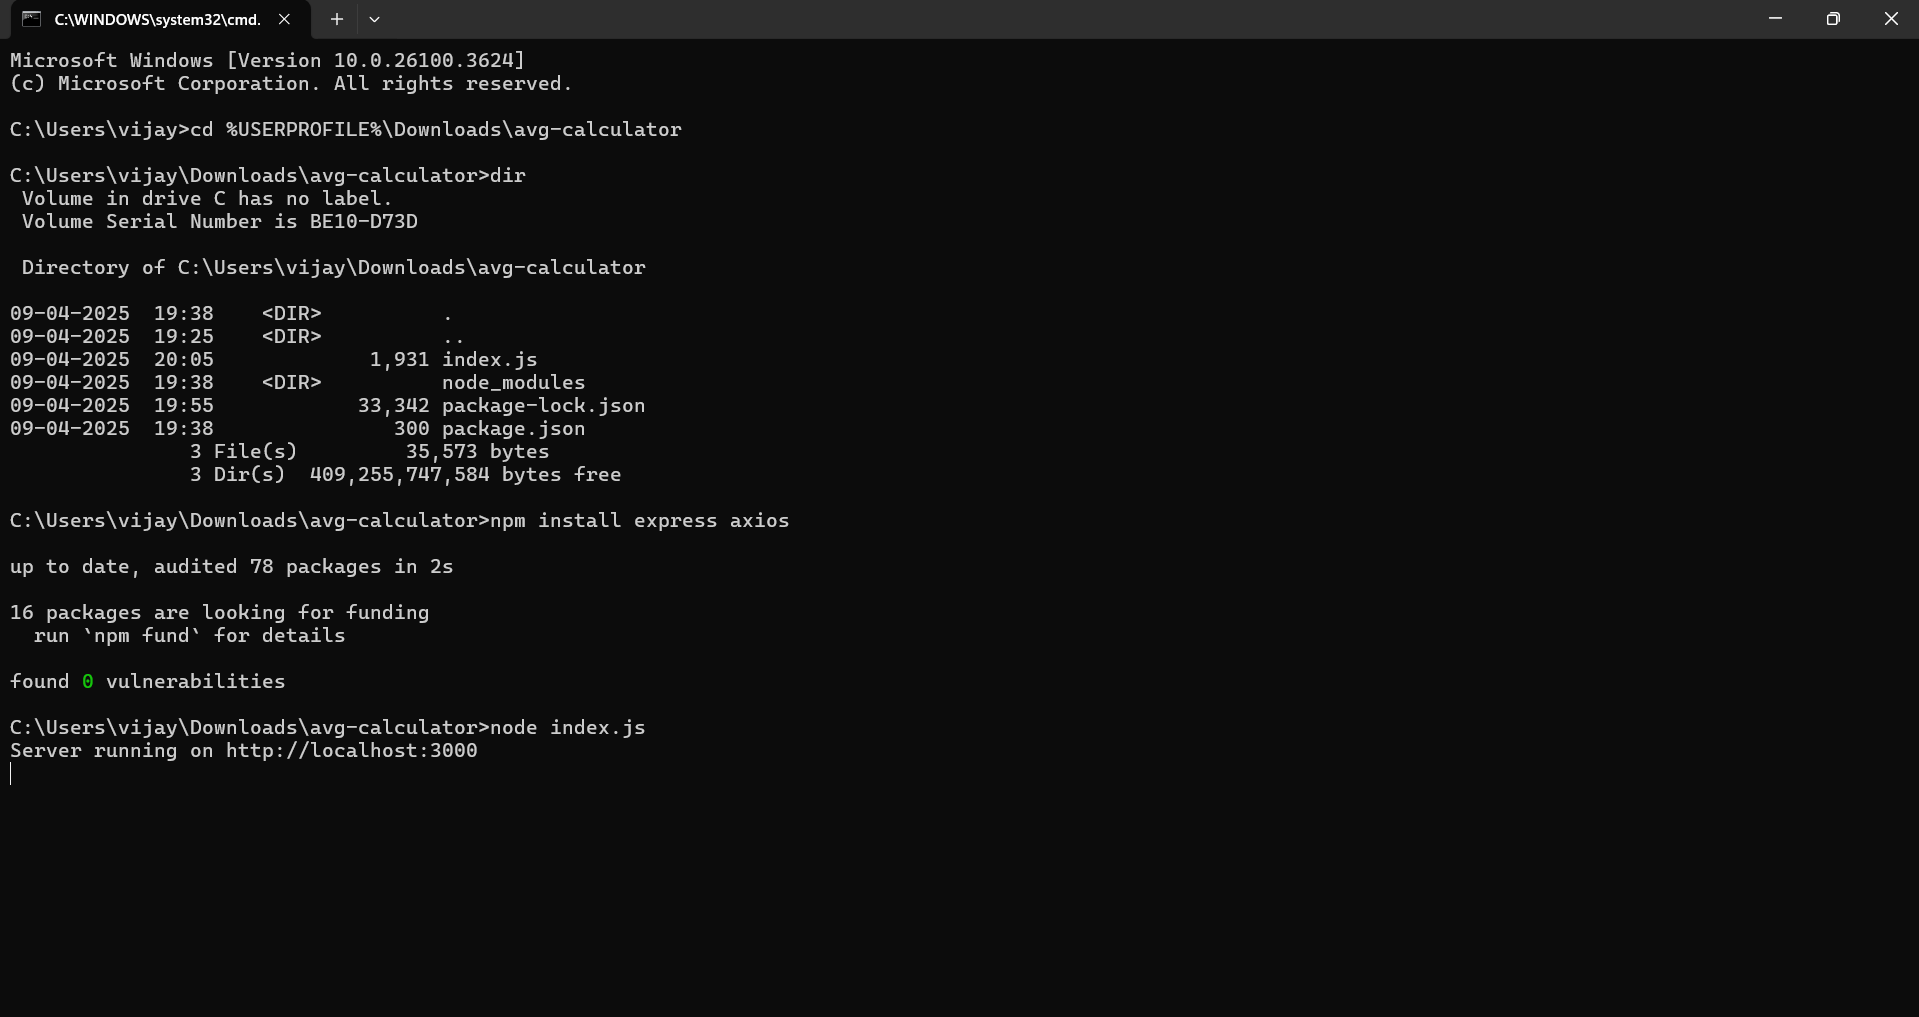 C:\WINDOWS\system32\cmd.
Microsoft Windows [Version 10.0.26100.3624]
(c) Microsoft Corporation. All rights reserved.
C:\Users\vijay>cd %USERPROFILE%\Downloads\avg-calculator
C:\Users\vijay\Downloads\avg-calculator>dir
 Volume in drive C has no label.
 Volume Serial Number is BE10-D73D
 Directory of C:\Users\vijay\Downloads\avg-calculator
09-04-2025  19:38    <DIR>          .
09-04-2025  19:25    <DIR>          ..
09-04-2025  20:05             1,931 index.js
09-04-2025  19:38    <DIR>          node_modules
09-04-2025  19:55            33,342 package-lock.json
09-04-2025  19:38               300 package.json
               3 File(s)         35,573 bytes
               3 Dir(s)  409,255,747,584 bytes free
C:\Users\vijay\Downloads\avg-calculator>npm install express axios
up to date, audited 78 packages in 2s
16 packages are looking for funding
  run `npm fund` for details
found 0 vulnerabilities
C:\Users\vijay\Downloads\avg-calculator>node index.js
Server running on http://localhost:3000